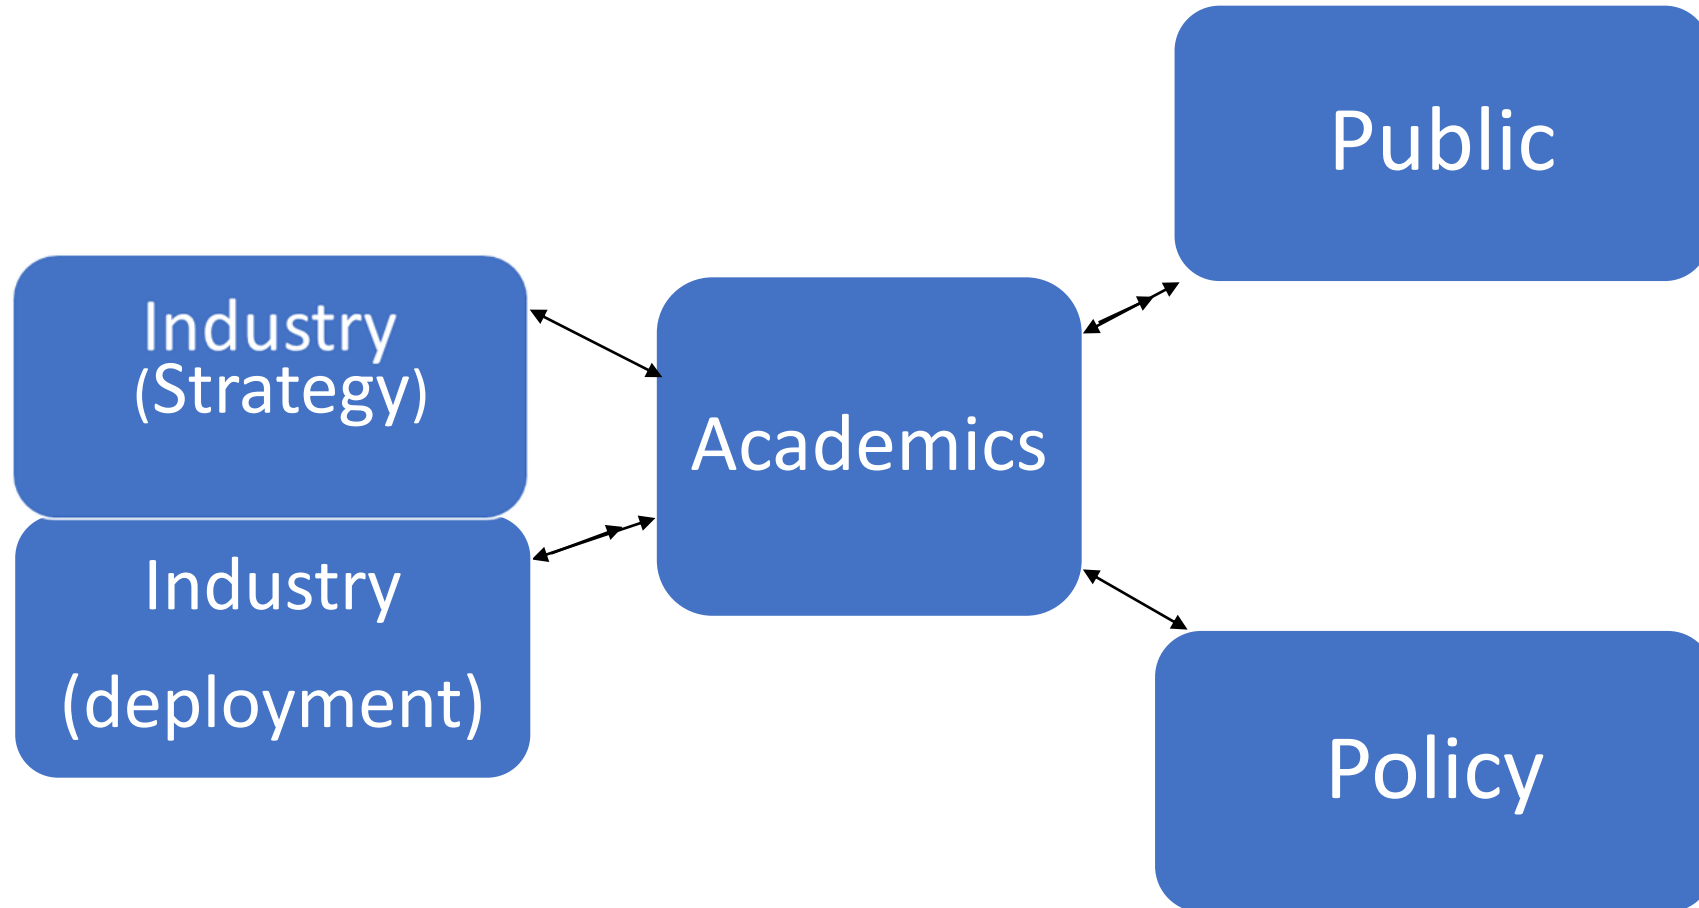 Public
Industry
(Strategy)
Academics
Industry
(deployment)
Policy